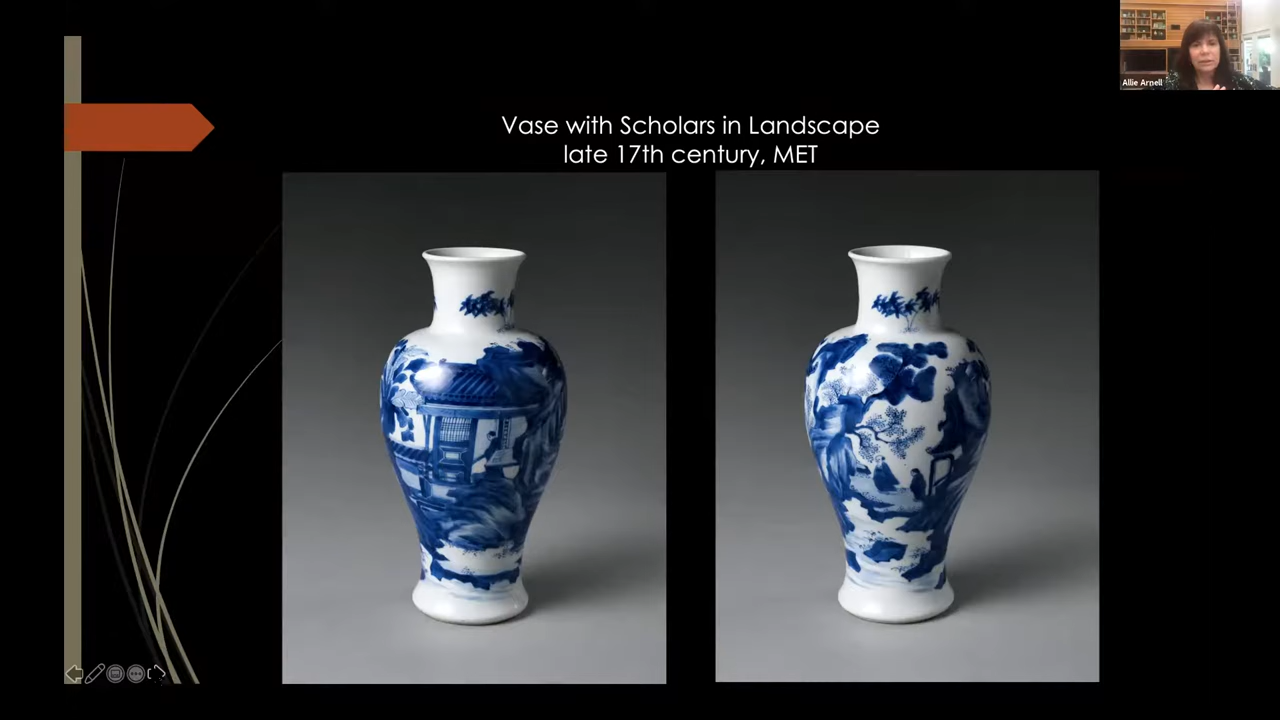 Vase with Scholars in Landscape
late 17th century, MET
Allie Arnell